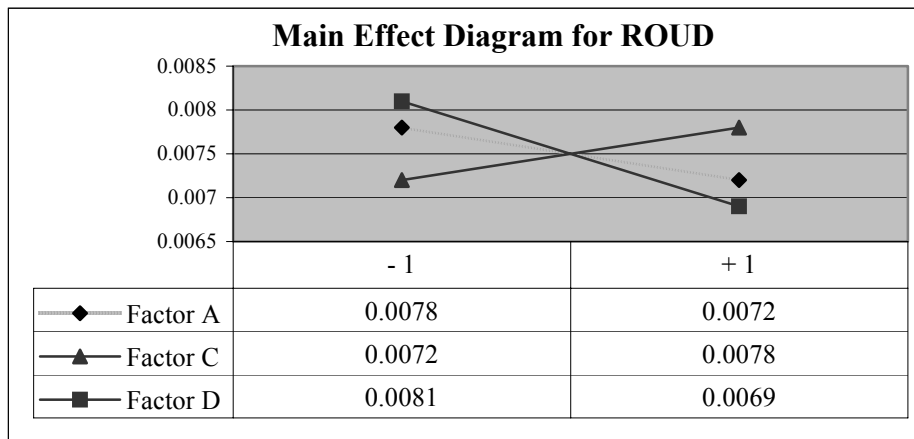 Main Effect Diagram for ROUD
0.0085
0.008
0.0075
0.007
0.0065
- 1 + 1
Factor A 0.0078 0.0072
Factor C 0.0072 0.0078
Factor D 0.0081 0.0069